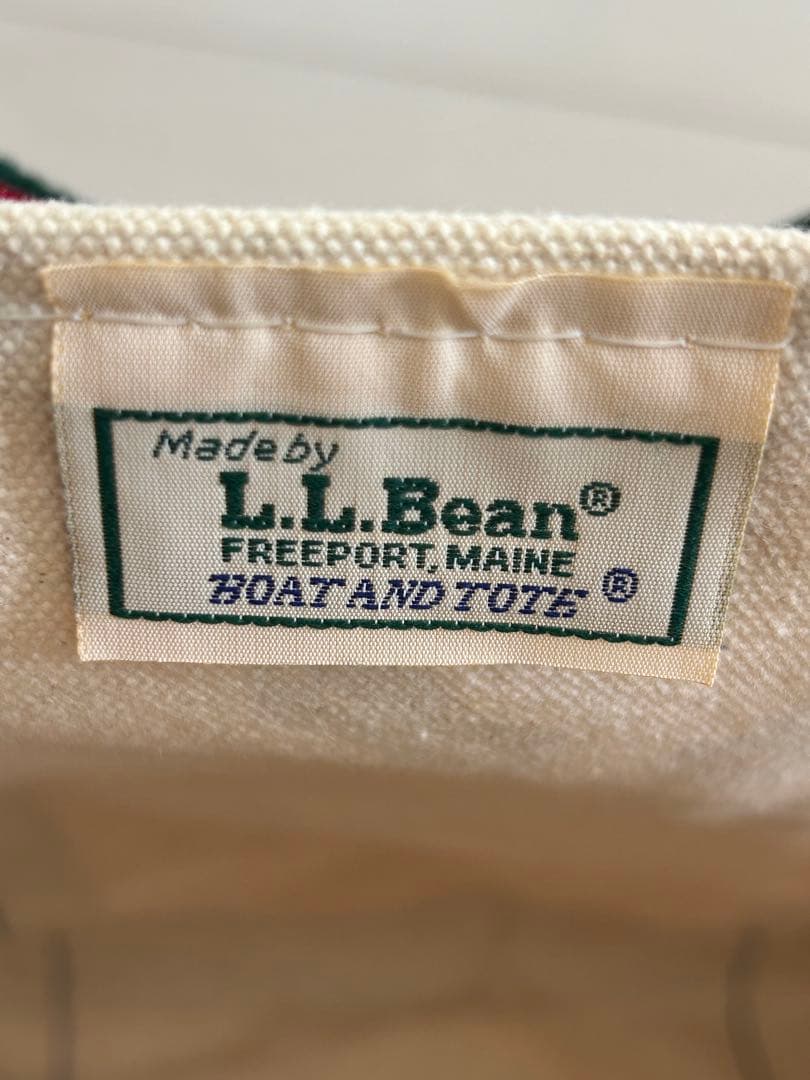 Made by
L.L.Bean®
FREEPORT, MAINE
BOAT AND TOTE ®